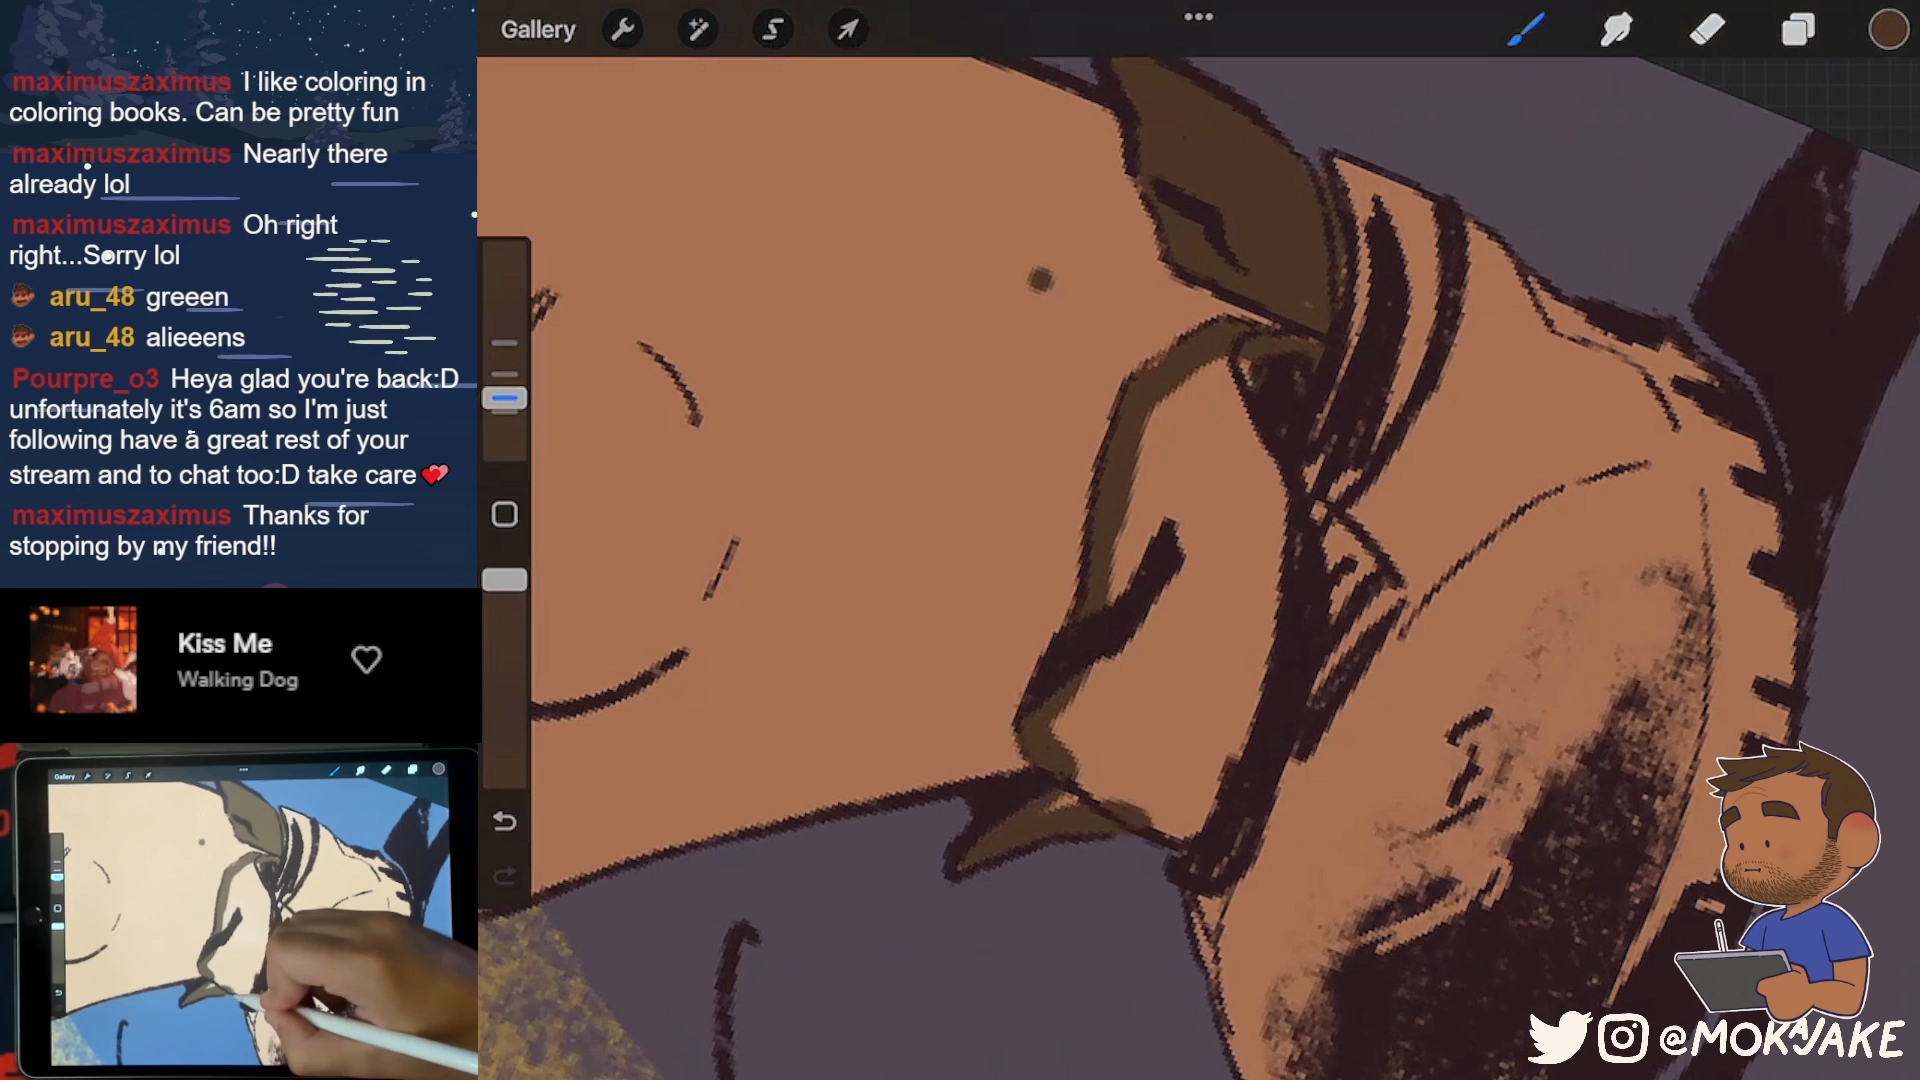 maximuszaximus I like coloring in
coloring books. Can be pretty fun
maximuszaximus Nearly there
already lol
maximuszaximus Oh right
right...Sorry lol
aru_48 greeen
aru_48 alieeens
Pourpre_o3 Heya glad you're back:D
unfortunately it's 6am so I'm just
following have a great rest of your
stream and to chat too:D take care
maximuszaximus Thanks for
stopping by my friend!!
Kiss Me
Walking Dog
Gallery
Gallery
@MOKAJAKE